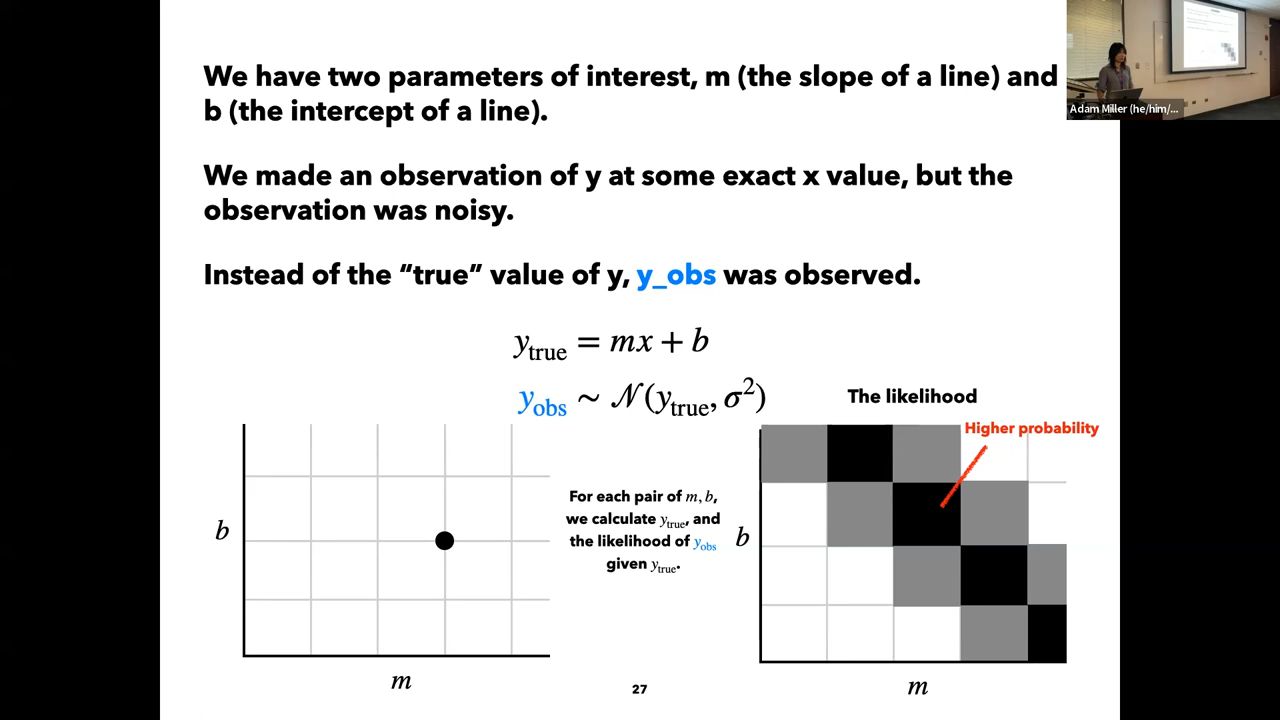 We have two parameters of interest, m (the slope of a line) and
b (the intercept of a line).
We made an observation of y at some exact x value, but the
observation was noisy.
Instead of the “true” value of y, y_obs was observed.
y_true = mx + b
y_obs ~ 𝒩(y_true, σ²)
The likelihood
Higher probability
For each pair of m, b,
we calculate y_true, and
the likelihood of y_obs
given y_true.
b
b
m
m
27
Adam Miller (he/him/...